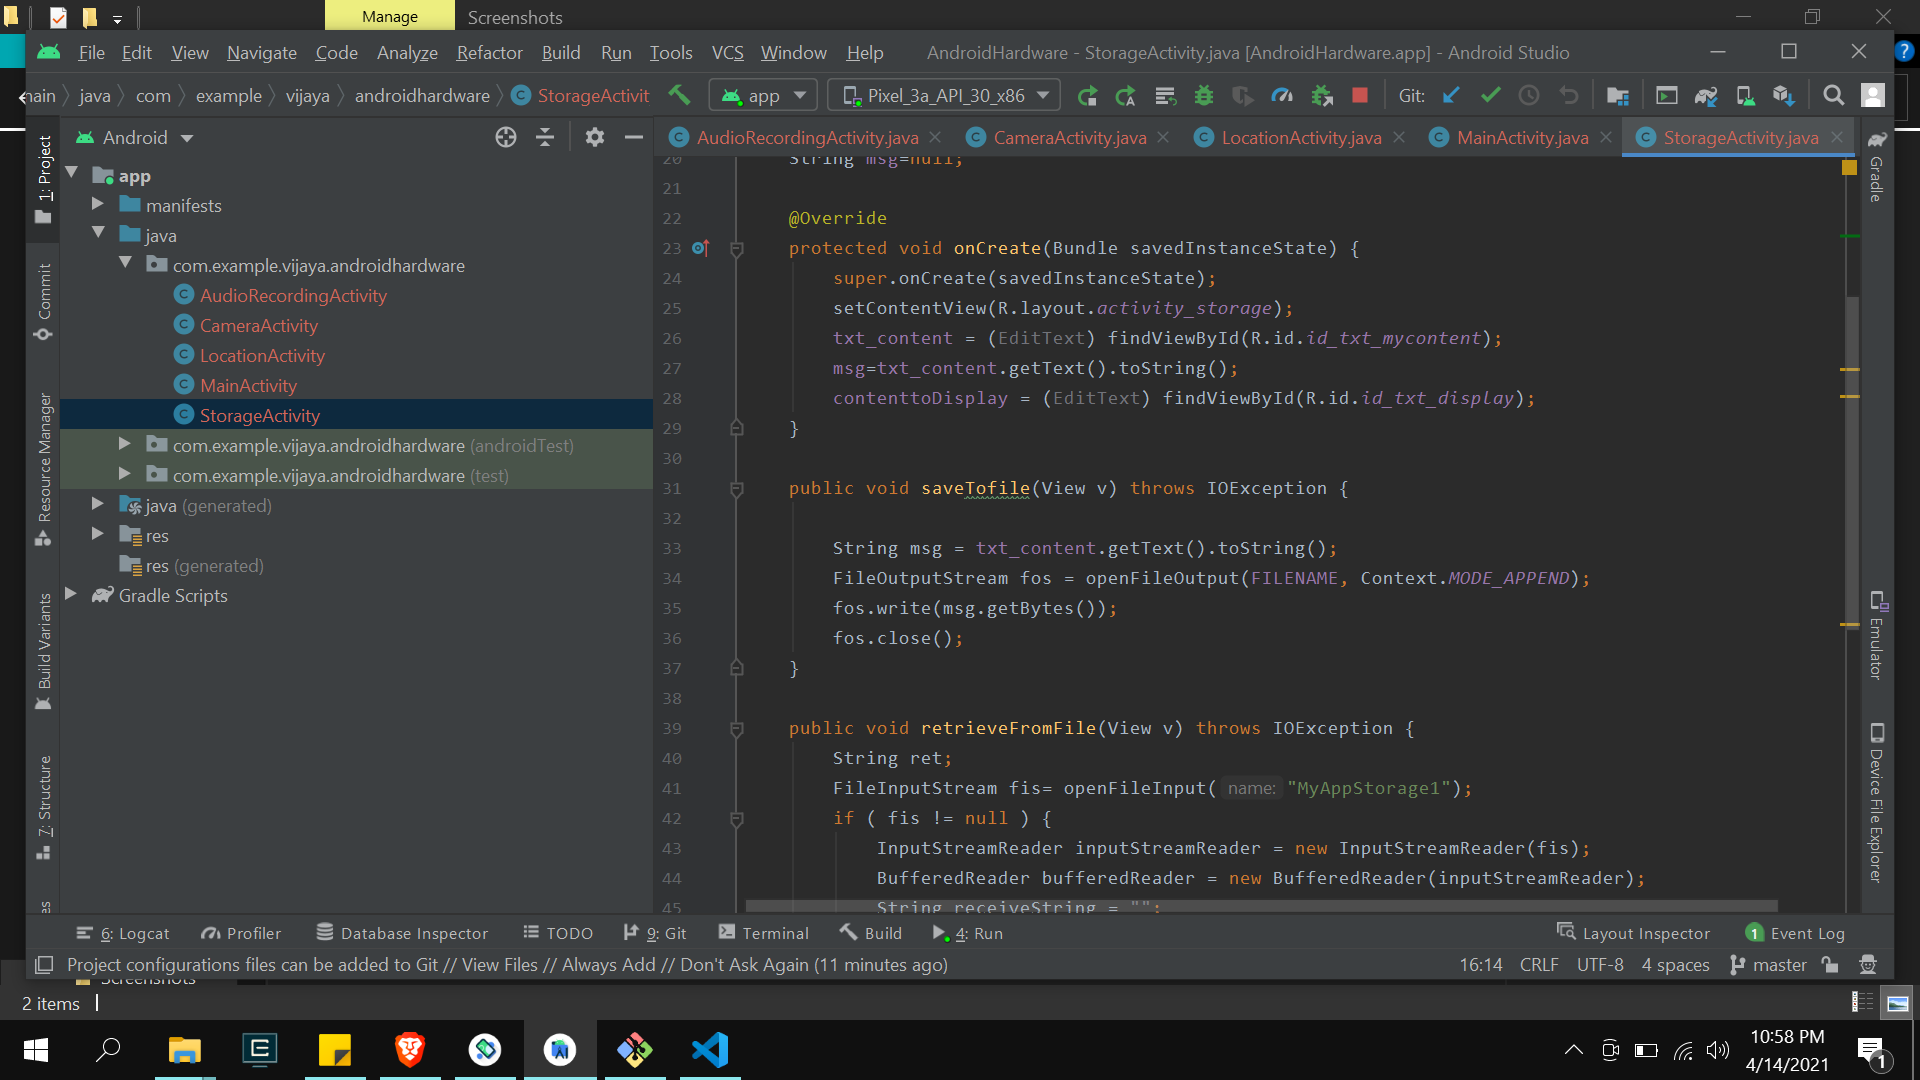 Manage Screenshots
File Edit View Navigate Code Analyze Refactor Build Run Tools VCS Window Help AndroidHardware - StorageActivity.java [AndroidHardware.app] - Android Studio
java com example vijaya androidhardware StorageActivit app Pixel_3a_API_30_x86 Git:
Android AudioRecordingActivity.java CameraActivity.java LocationActivity.java MainActivity.java StorageActivity.java
1: Project
Commit
Resource Manager
Build Variants
7: Structure
app
manifests
java
com.example.vijaya.androidhardware
AudioRecordingActivity
CameraActivity
LocationActivity
MainActivity
StorageActivity
com.example.vijaya.androidhardware (androidTest)
com.example.vijaya.androidhardware (test)
java (generated)
res
res (generated)
Gradle Scripts
20 String msg=null;
21
22 @Override
23 protected void onCreate(Bundle savedInstanceState) {
24 super.onCreate(savedInstanceState);
25 setContentView(R.layout.activity_storage);
26 txt_content = (EditText) findViewById(R.id.id_txt_mycontent);
27 msg=txt_content.getText().toString();
28 contenttoDisplay = (EditText) findViewById(R.id.id_txt_display);
29 }
30
31 public void saveTofile(View v) throws IOException {
32
33 String msg = txt_content.getText().toString();
34 FileOutputStream fos = openFileOutput(FILENAME, Context.MODE_APPEND);
35 fos.write(msg.getBytes());
36 fos.close();
37 }
38
39 public void retrieveFromFile(View v) throws IOException {
40 String ret;
41 FileInputStream fis= openFileInput( name: "MyAppStorage1");
42 if ( fis != null ) {
43 InputStreamReader inputStreamReader = new InputStreamReader(fis);
44 BufferedReader bufferedReader = new BufferedReader(inputStreamReader);
45 String receiveString = "";
Gradle
Emulator
Device File Explorer
6: Logcat Profiler Database Inspector TODO 9: Git Terminal Build 4: Run Layout Inspector 1 Event Log
Project configurations files can be added to Git // View Files // Always Add // Don't Ask Again (11 minutes ago) 16:14 CRLF UTF-8 4 spaces master
Screenshots
2 items
10:58 PM
4/14/2021
1